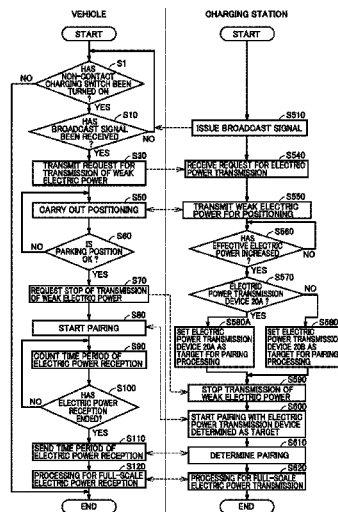 VEHICLE
START
S1
HAS
NON-CONTACT
CHARGING SWITCH BEEN
TURNED ON
?
NO
YES
S10
HAS
BROADCAST SIGNAL
BEEN RECEIVED
?
NO
YES
S30
TRANSMIT REQUEST FOR
TRANSMISSION OF WEAK
ELECTRIC POWER
S50
CARRY OUT POSITIONING
S60
IS
PARKING POSITION
OK ?
NO
YES
S70
REQUEST STOP OF TRANSMISSION
OF WEAK ELECTRIC POWER
S80
START PAIRING
S90
COUNT TIME PERIOD OF
ELECTRIC POWER RECEPTION
S100
HAS
ELECTRIC POWER
RECEPTION
ENDED?
NO
YES
S110
SEND TIME PERIOD OF
ELECTRIC POWER RECEPTION
S120
PROCESSING FOR FULL-SCALE
ELECTRIC POWER RECEPTION
END
CHARGING STATION
START
S510
ISSUE BROADCAST SIGNAL
S540
RECEIVE REQUEST FOR ELECTRIC
POWER TRANSMISSION
S550
TRANSMIT WEAK ELECTRIC
POWER FOR POSITIONING
S560
HAS
EFFECTIVE ELECTRIC
POWER INCREASED
?
NO
YES
S570
ELECTRIC
POWER TRANSMISSION
DEVICE 20A ?
NO
YES
S580A
SET ELECTRIC
POWER TRANSMISSION
DEVICE 20A AS
TARGET FOR PAIRING
PROCESSING
SET ELECTRIC
POWER TRANSMISSION
DEVICE 20B AS
TARGET FOR PAIRING
PROCESSING
S590
STOP TRANSMISSION OF
WEAK ELECTRIC POWER
S600
START PAIRING WITH ELECTRIC
POWER TRANSMISSION DEVICE
DETERMINED AS TARGET
S610
DETERMINE PAIRING
S620
PROCESSING FOR FULL-SCALE
ELECTRIC POWER TRANSMISSION
END